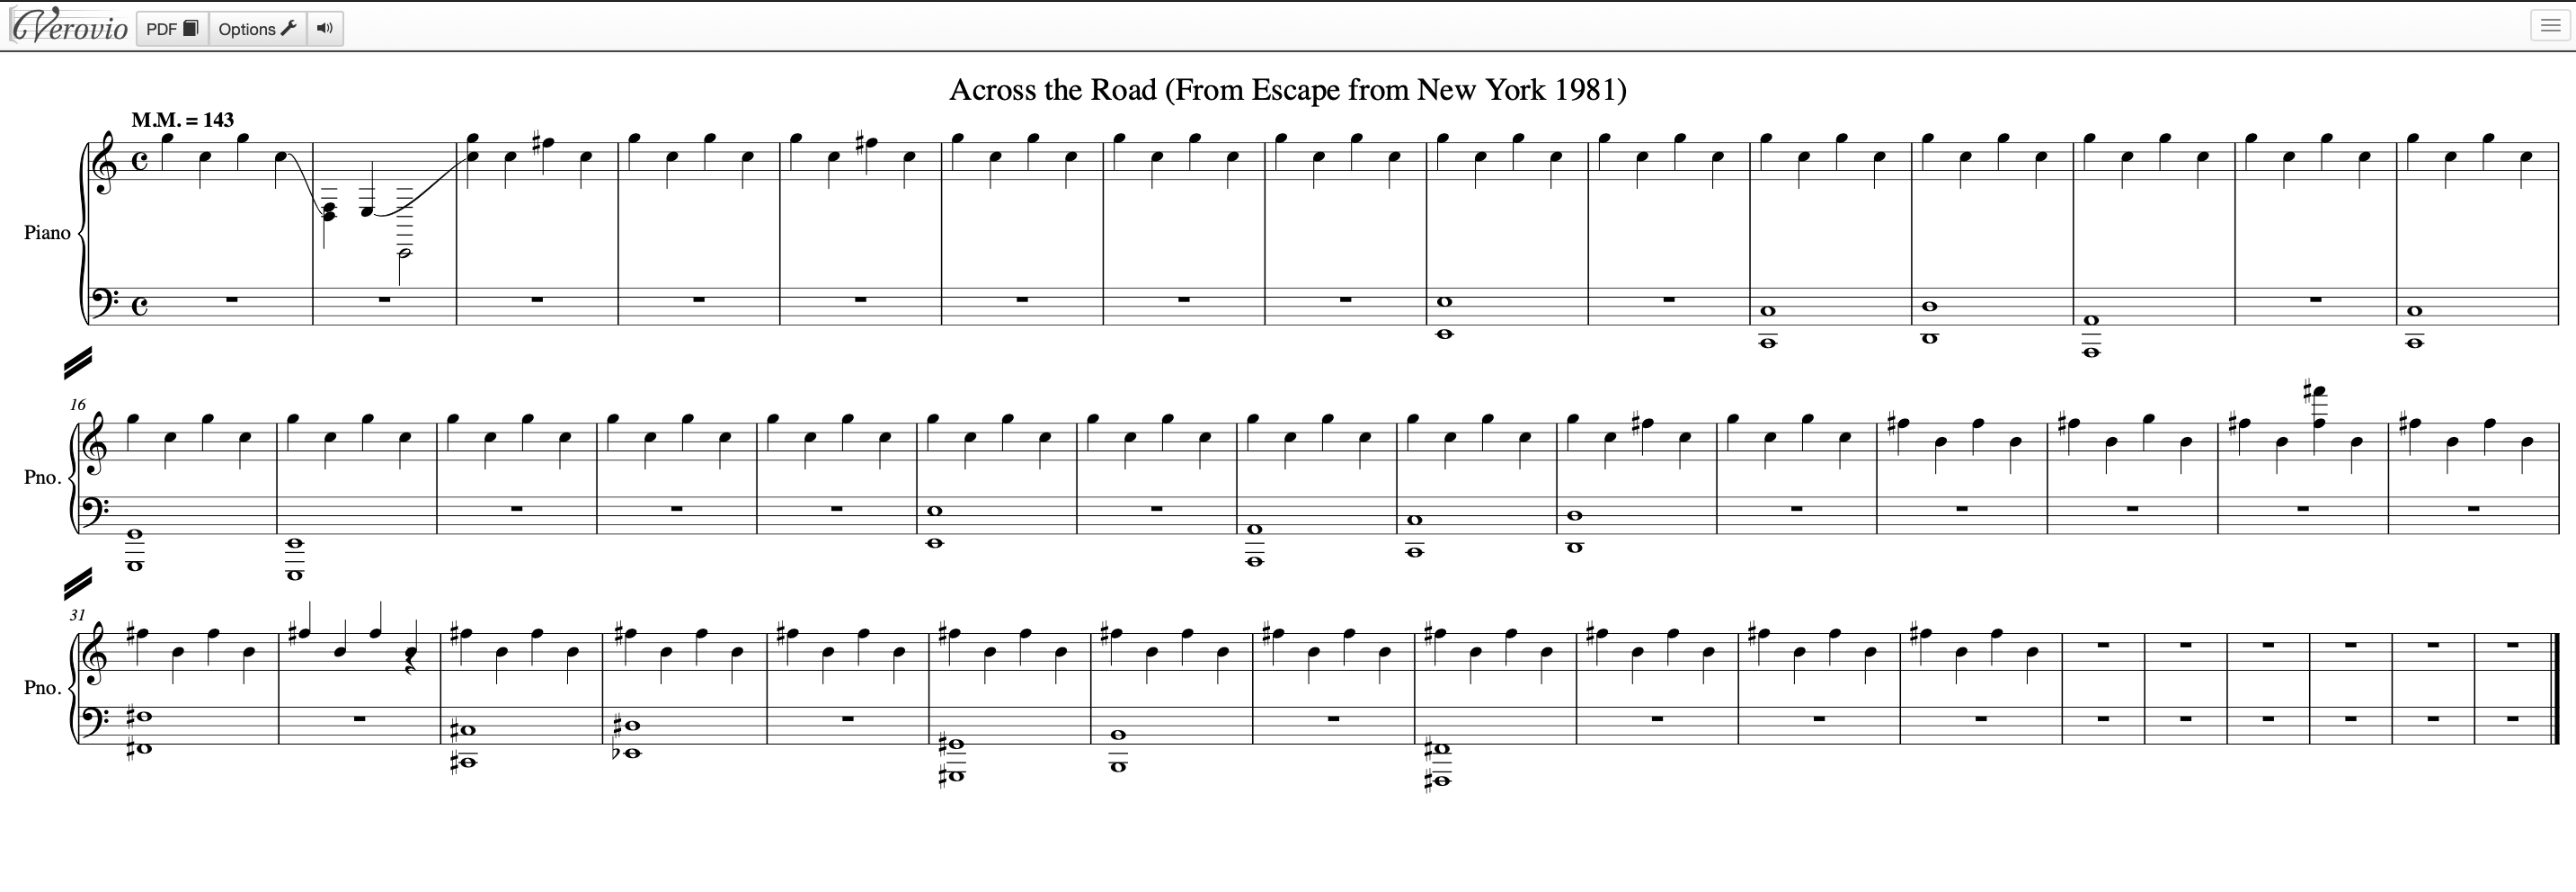 Verovio PDF Options
Across the Road (From Escape from New York 1981)
M.M. = 143
Piano
16
Pno.
31
Pno.